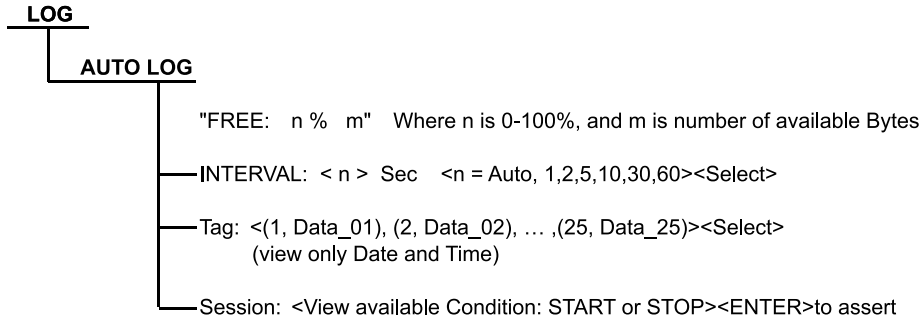 LOG
AUTO LOG
"FREE: n % m" Where n is 0-100%, and m is number of available Bytes
INTERVAL: < n > Sec <n = Auto, 1,2,5,10,30,60><Select>
Tag: <(1, Data_01), (2, Data_02), … ,(25, Data_25)><Select>
(view only Date and Time)
Session: <View available Condition: START or STOP><ENTER>to assert